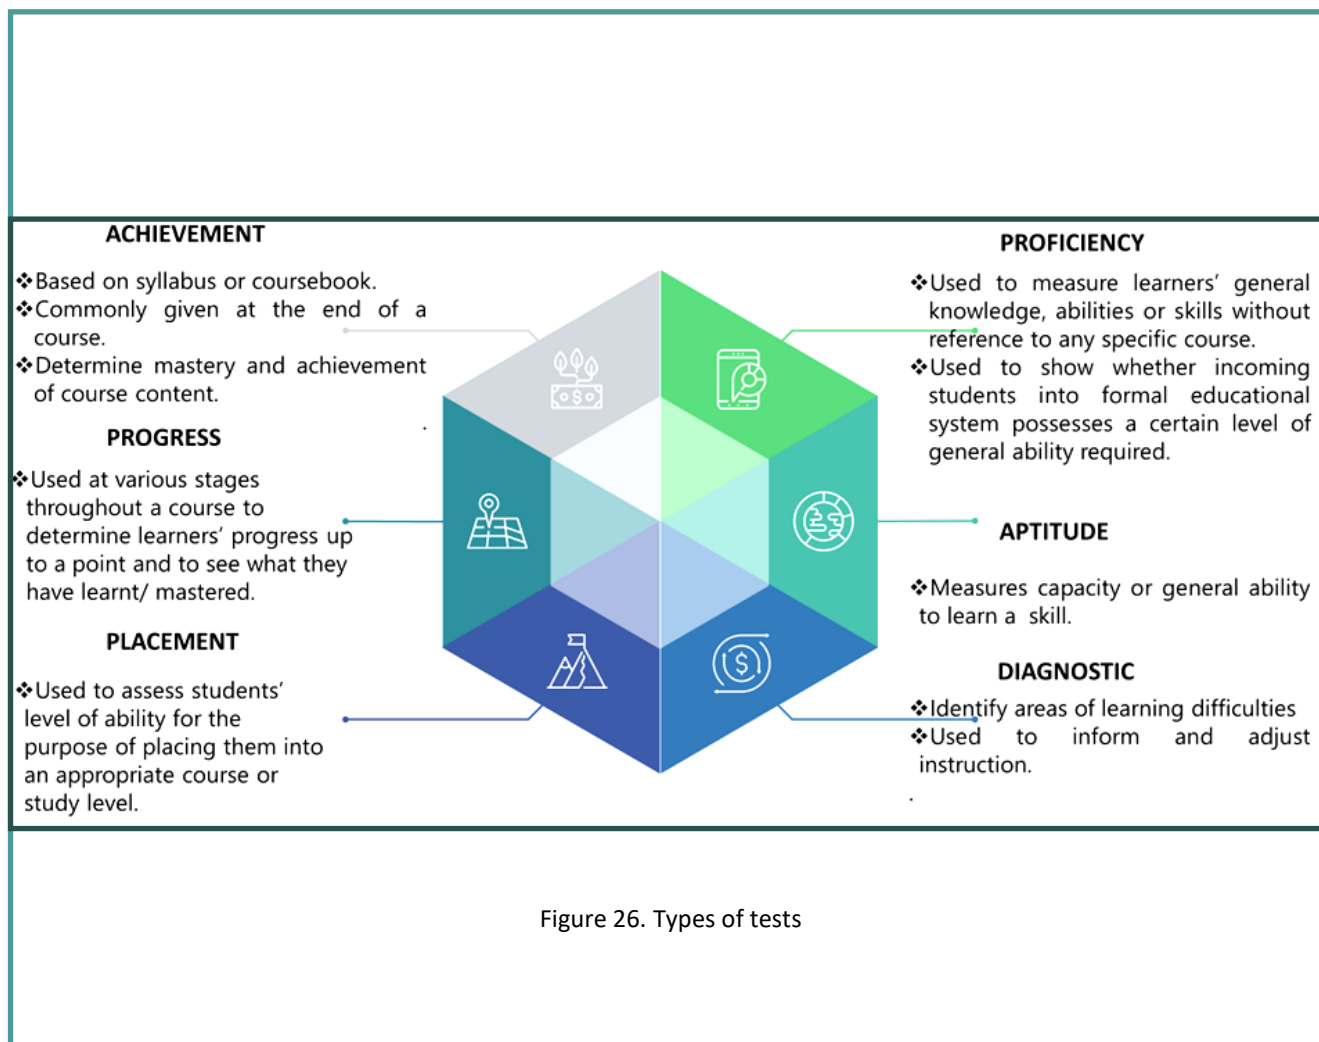 ACHIEVEMENT
❖Based on syllabus or coursebook.
❖Commonly given at the end of a
course.
❖Determine mastery and achievement
of course content.
.
PROGRESS
❖Used at various stages
throughout a course to
determine learners’ progress up
to a point and to see what they
have learnt/ mastered.
PLACEMENT
❖Used to assess students’
level of ability for the
purpose of placing them into
an appropriate course or
study level.
PROFICIENCY
❖Used to measure learners’ general
knowledge, abilities or skills without
reference to any specific course.
❖Used to show whether incoming
students into formal educational
system possesses a certain level of
general ability required.
APTITUDE
❖Measures capacity or general ability
to learn a skill.
DIAGNOSTIC
❖Identify areas of learning difficulties
❖Used to inform and adjust
instruction.
.
$
$
Figure 26. Types of tests